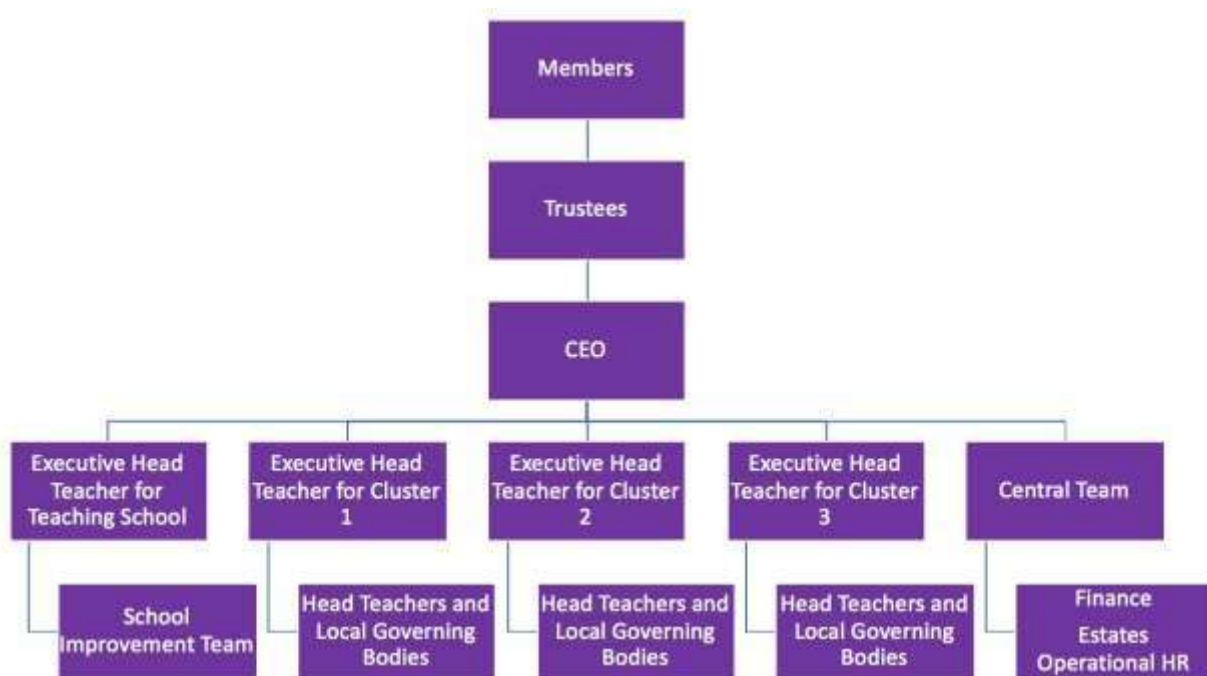 Members
Trustees
CEO
Executive Head
Teacher for
Teaching School
Executive Head
Teacher for Cluster
1
Executive Head
Teacher for Cluster
2
Executive Head
Teacher for Cluster
3
Central Team
School
Improvement Team
Head Teachers and
Local Governing
Bodies
Head Teachers and
Local Governing
Bodies
Head Teachers and
Local Governing
Bodies
Finance
Estates
Operational HR